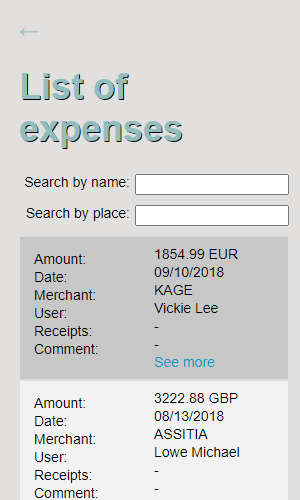 ←
List of
expenses
Search by name:
Search by place:
Amount: 1854.99 EUR
Date: 09/10/2018
Merchant: KAGE
User: Vickie Lee
Receipts: -
Comment: -
See more
Amount: 3222.88 GBP
Date: 08/13/2018
Merchant: ASSITIA
User: Lowe Michael
Receipts: -
Comment: -